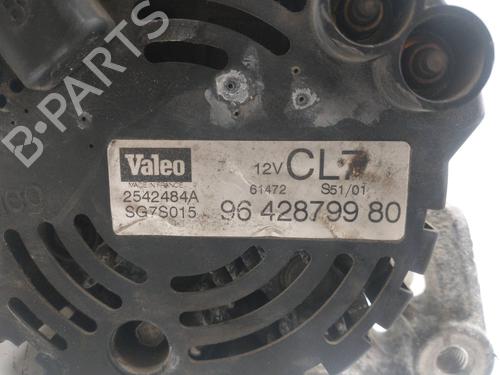 B-PARTS
Valeo
MADE IN FRANCE
2542484A
SG7S015
12V CL7
61472 S51/01
96 428799 80